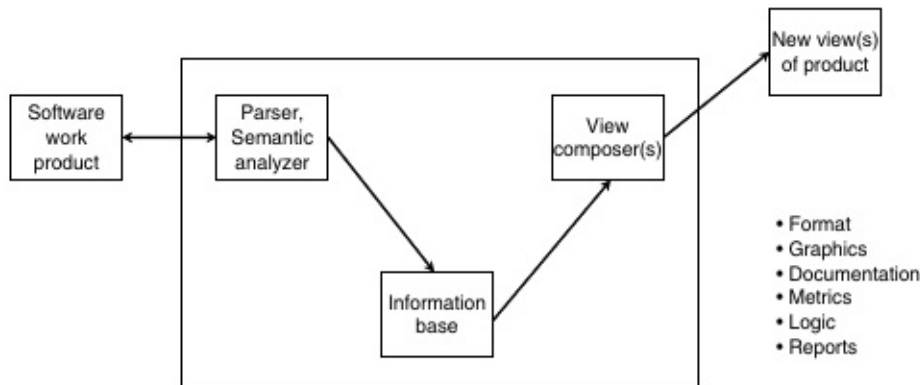 New view(s)
of product
Software
work
product
Parser,
Semantic
analyzer
View
composer(s)
Information
base
• Format
• Graphics
• Documentation
• Metrics
• Logic
• Reports